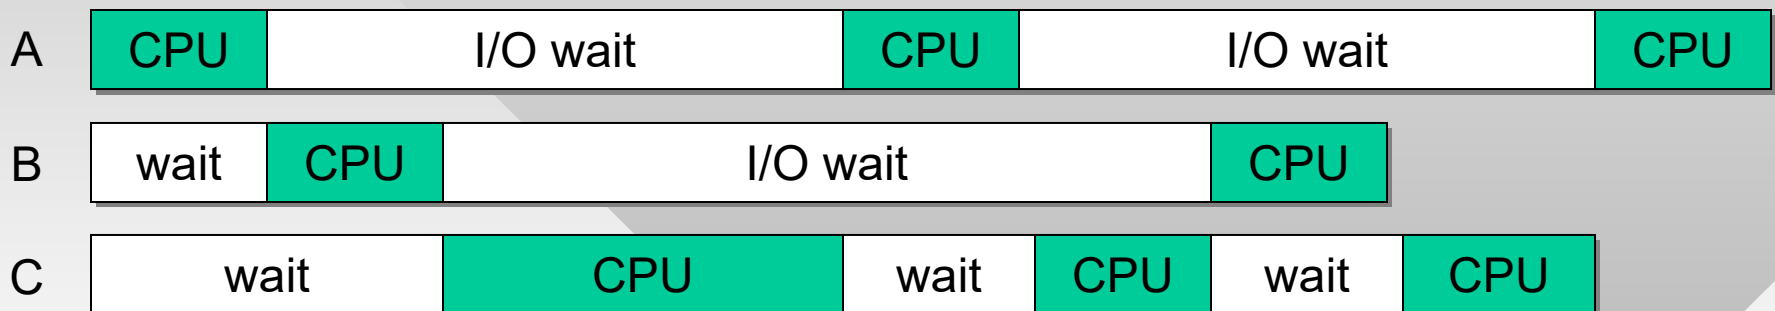 A CPU I/O wait CPU I/O wait CPU
B wait CPU I/O wait CPU
C wait CPU wait CPU wait CPU